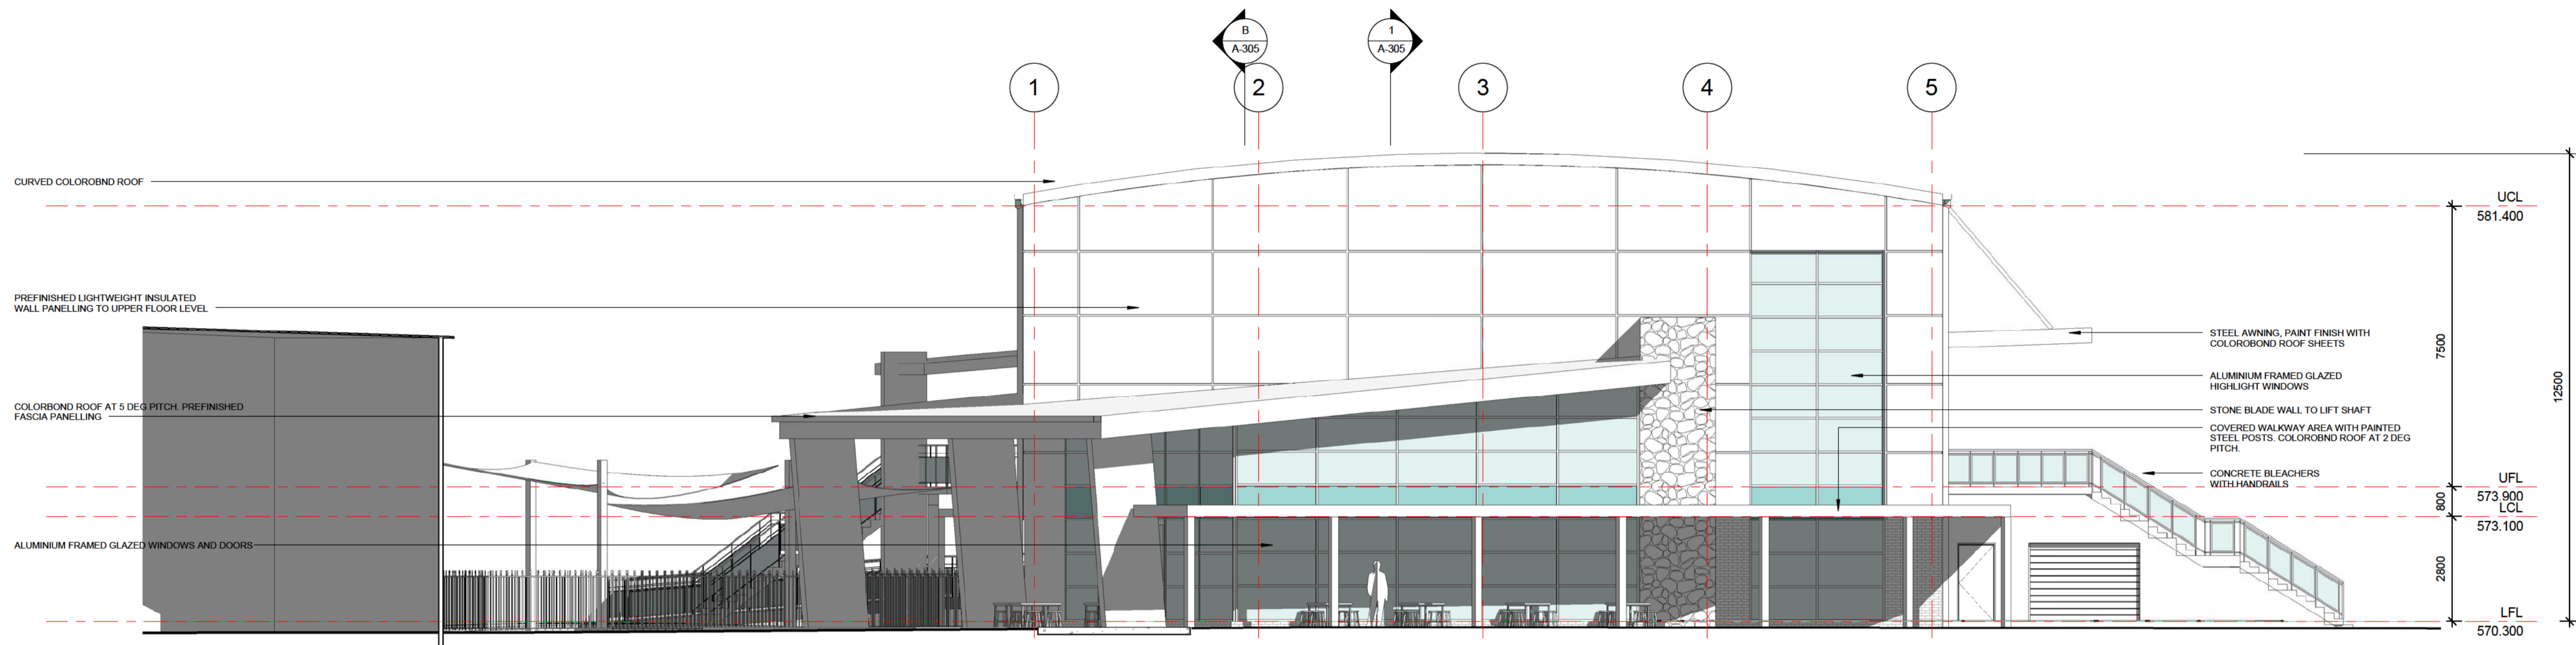 B
A-305
1
A-305
1
2
3
4
5
CURVED COLOROBND ROOF
UCL
581.400
PREFINISHED LIGHTWEIGHT INSULATED
WALL PANELLING TO UPPER FLOOR LEVEL
STEEL AWNING, PAINT FINISH WITH
COLOROBOND ROOF SHEETS
7500
ALUMINIUM FRAMED GLAZED
HIGHLIGHT WINDOWS
12500
COLORBOND ROOF AT 5 DEG PITCH. PREFINISHED
FASCIA PANELLING
STONE BLADE WALL TO LIFT SHAFT
COVERED WALKWAY AREA WITH PAINTED
STEEL POSTS. COLOROBND ROOF AT 2 DEG
PITCH.
CONCRETE BLEACHERS
WITH HANDRAILS
UFL
573.900
800
LCL
573.100
ALUMINIUM FRAMED GLAZED WINDOWS AND DOORS
2800
LFL
570.300